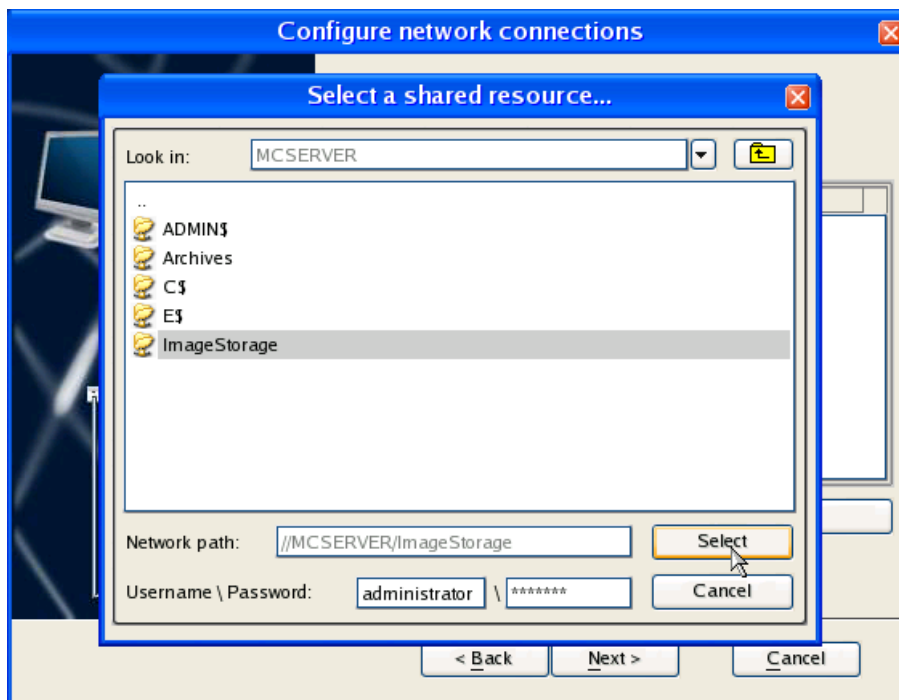 Configure network connections
Select a shared resource...
Look in: MCSERVER
..
ADMIN$
Archives
C$
E$
ImageStorage
Network path: //MCSERVER/ImageStorage Select
Username \ Password: administrator \ ******* Cancel
< Back Next > Cancel